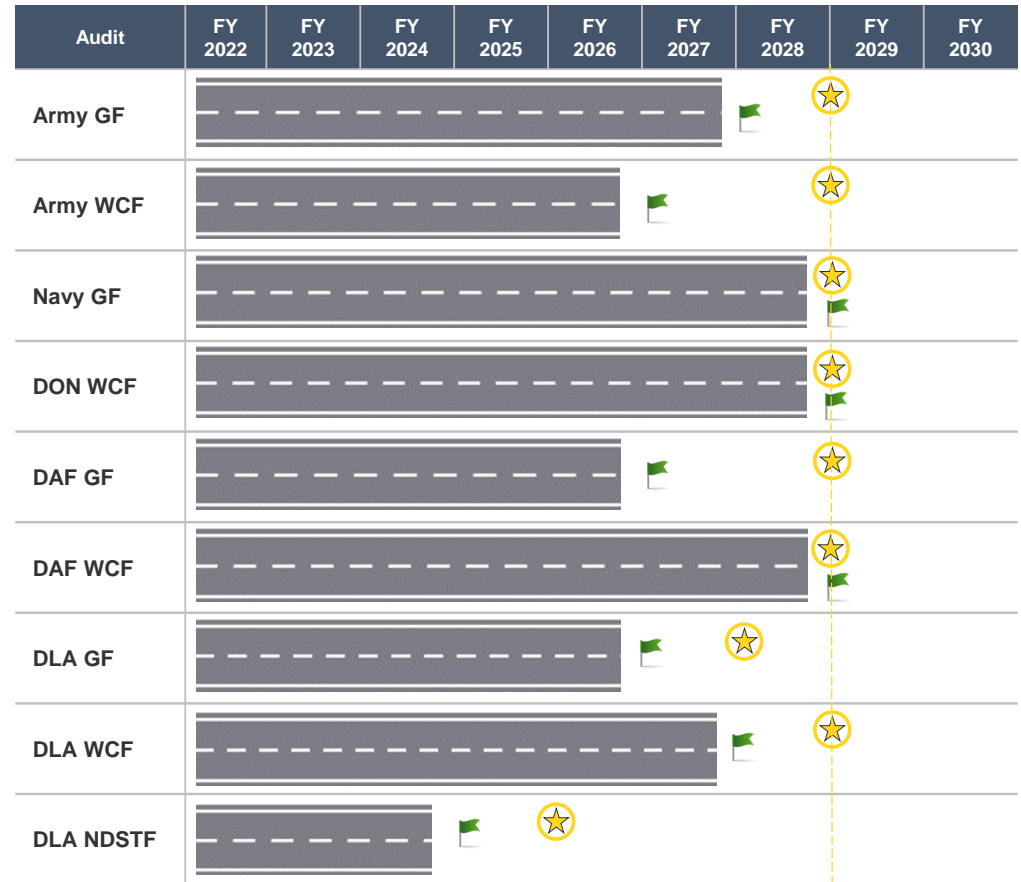 Audit
FY
2022
FY
2023
FY
2024
FY
2025
FY
2026
FY
2027
FY
2028
FY
2029
FY
2030
Army GF
Army WCF
Navy GF
DON WCF
DAF GF
DAF WCF
DLA GF
DLA WCF
DLA NDSTF